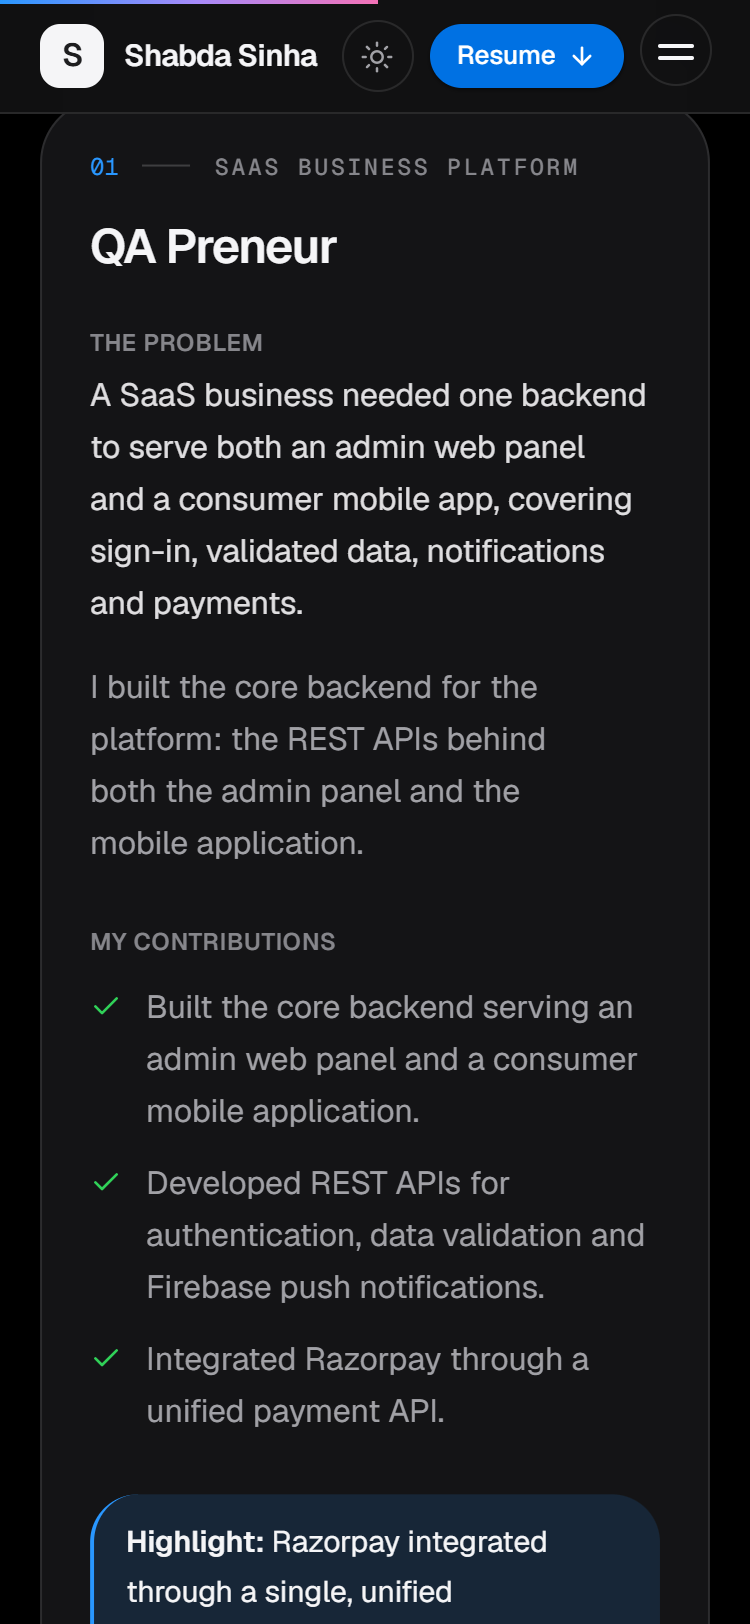 S Shabda Sinha Resume ↓
01 SAAS BUSINESS PLATFORM
QA Preneur
THE PROBLEM
A SaaS business needed one backend
to serve both an admin web panel
and a consumer mobile app, covering
sign-in, validated data, notifications
and payments.
I built the core backend for the
platform: the REST APIs behind
both the admin panel and the
mobile application.
MY CONTRIBUTIONS
Built the core backend serving an
admin web panel and a consumer
mobile application.
Developed REST APIs for
authentication, data validation and
Firebase push notifications.
Integrated Razorpay through a
unified payment API.
Highlight: Razorpay integrated
through a single, unified